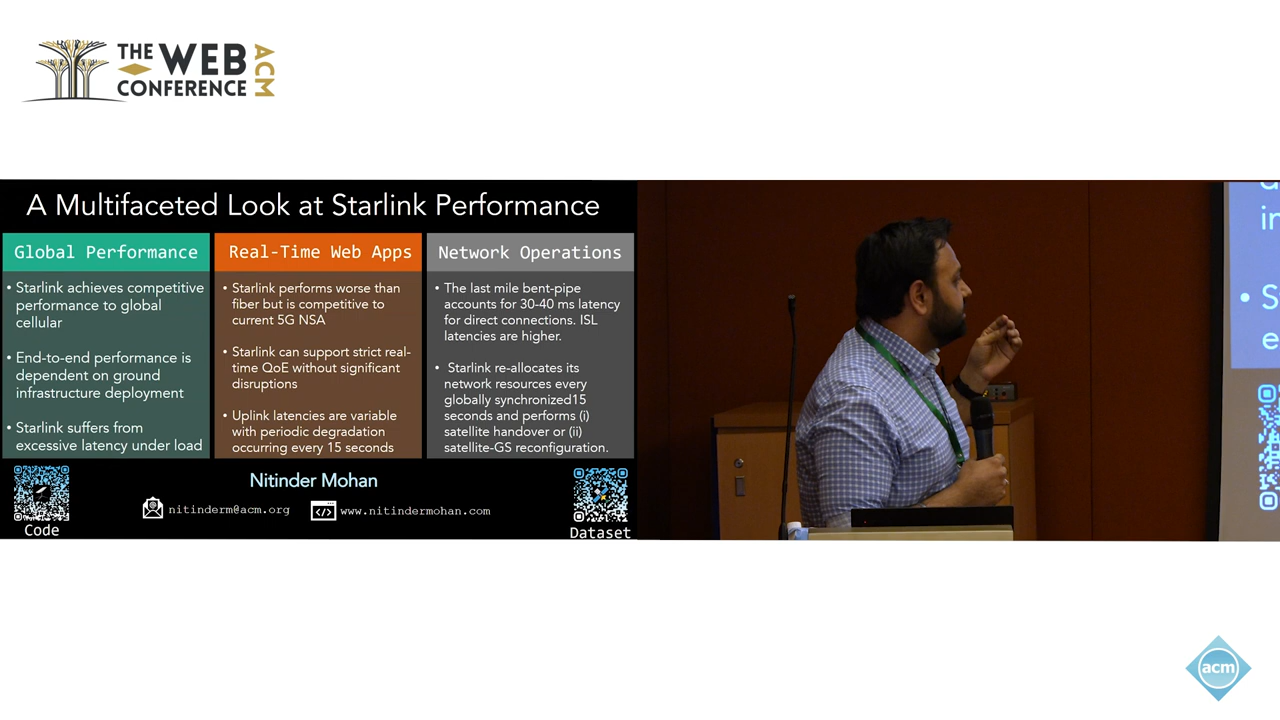 THE WEB
CONFERENCE
ACM
A Multifaceted Look at Starlink Performance
Global Performance
• Starlink achieves competitive
performance to global
cellular
• End-to-end performance is
dependent on ground
infrastructure deployment
• Starlink suffers from
excessive latency under load
Real-Time Web Apps
• Starlink performs worse than
fiber but is competitive to
current 5G NSA
• Starlink can support strict real-
time QoE without significant
disruptions
• Uplink latencies are variable
with periodic degradation
occurring every 15 seconds
Network Operations
• The last mile bent-pipe
accounts for 30-40 ms latency
for direct connections. ISL
latencies are higher.
• Starlink re-allocates its
network resources every
globally synchronized15
seconds and performs (i)
satellite handover or (ii)
satellite-GS reconfiguration.
Nitinder Mohan
nitinderm@acm.org
www.nitindermohan.com
Code
Dataset
in
• S
e
acm